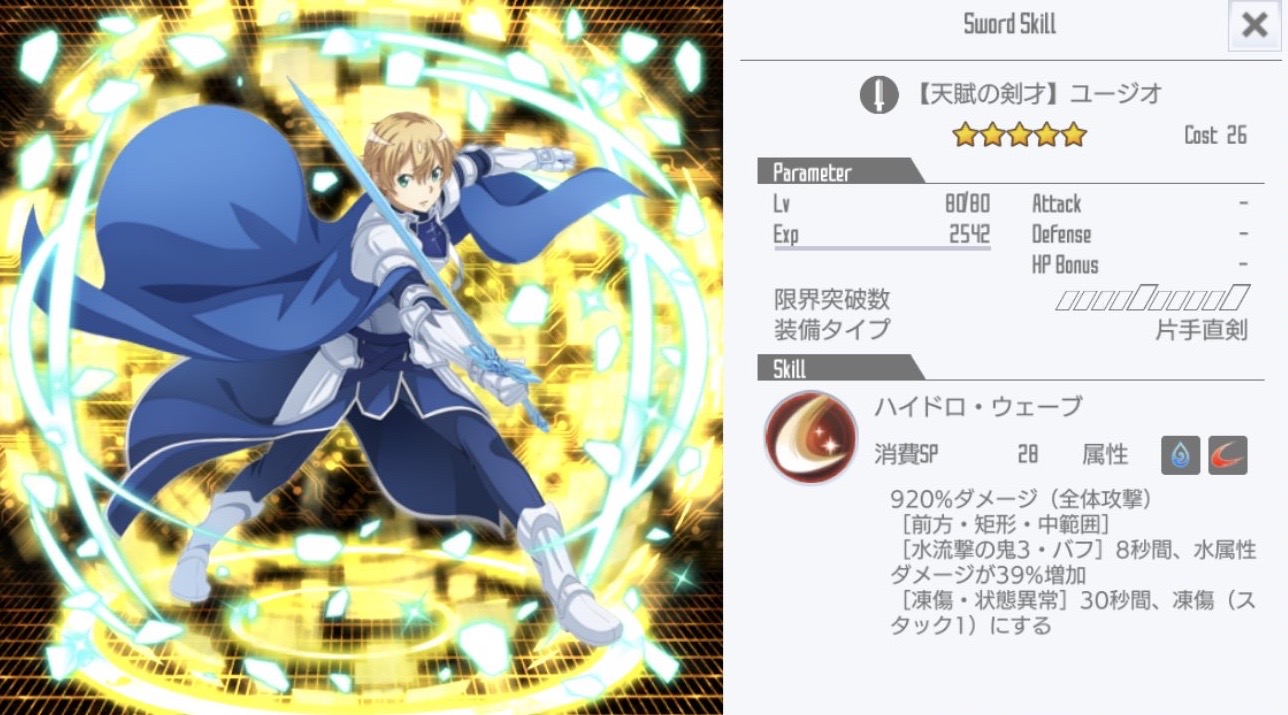 Sword Skill
【天賦の剣才】ユージオ
Cost 26
Parameter
Lv 80/80 Attack -
Exp 2542 Defense -
HP Bonus -
限界突破数
装備タイプ 片手直剣
Skill
ハイドロ・ウェーブ
消費SP 28 属性
920%ダメージ（全体攻撃）
［前方・矩形・中範囲］
［水流撃の鬼3・バフ］8秒間、水属性
ダメージが39%増加
［凍傷・状態異常］30秒間、凍傷（ス
タック1）にする